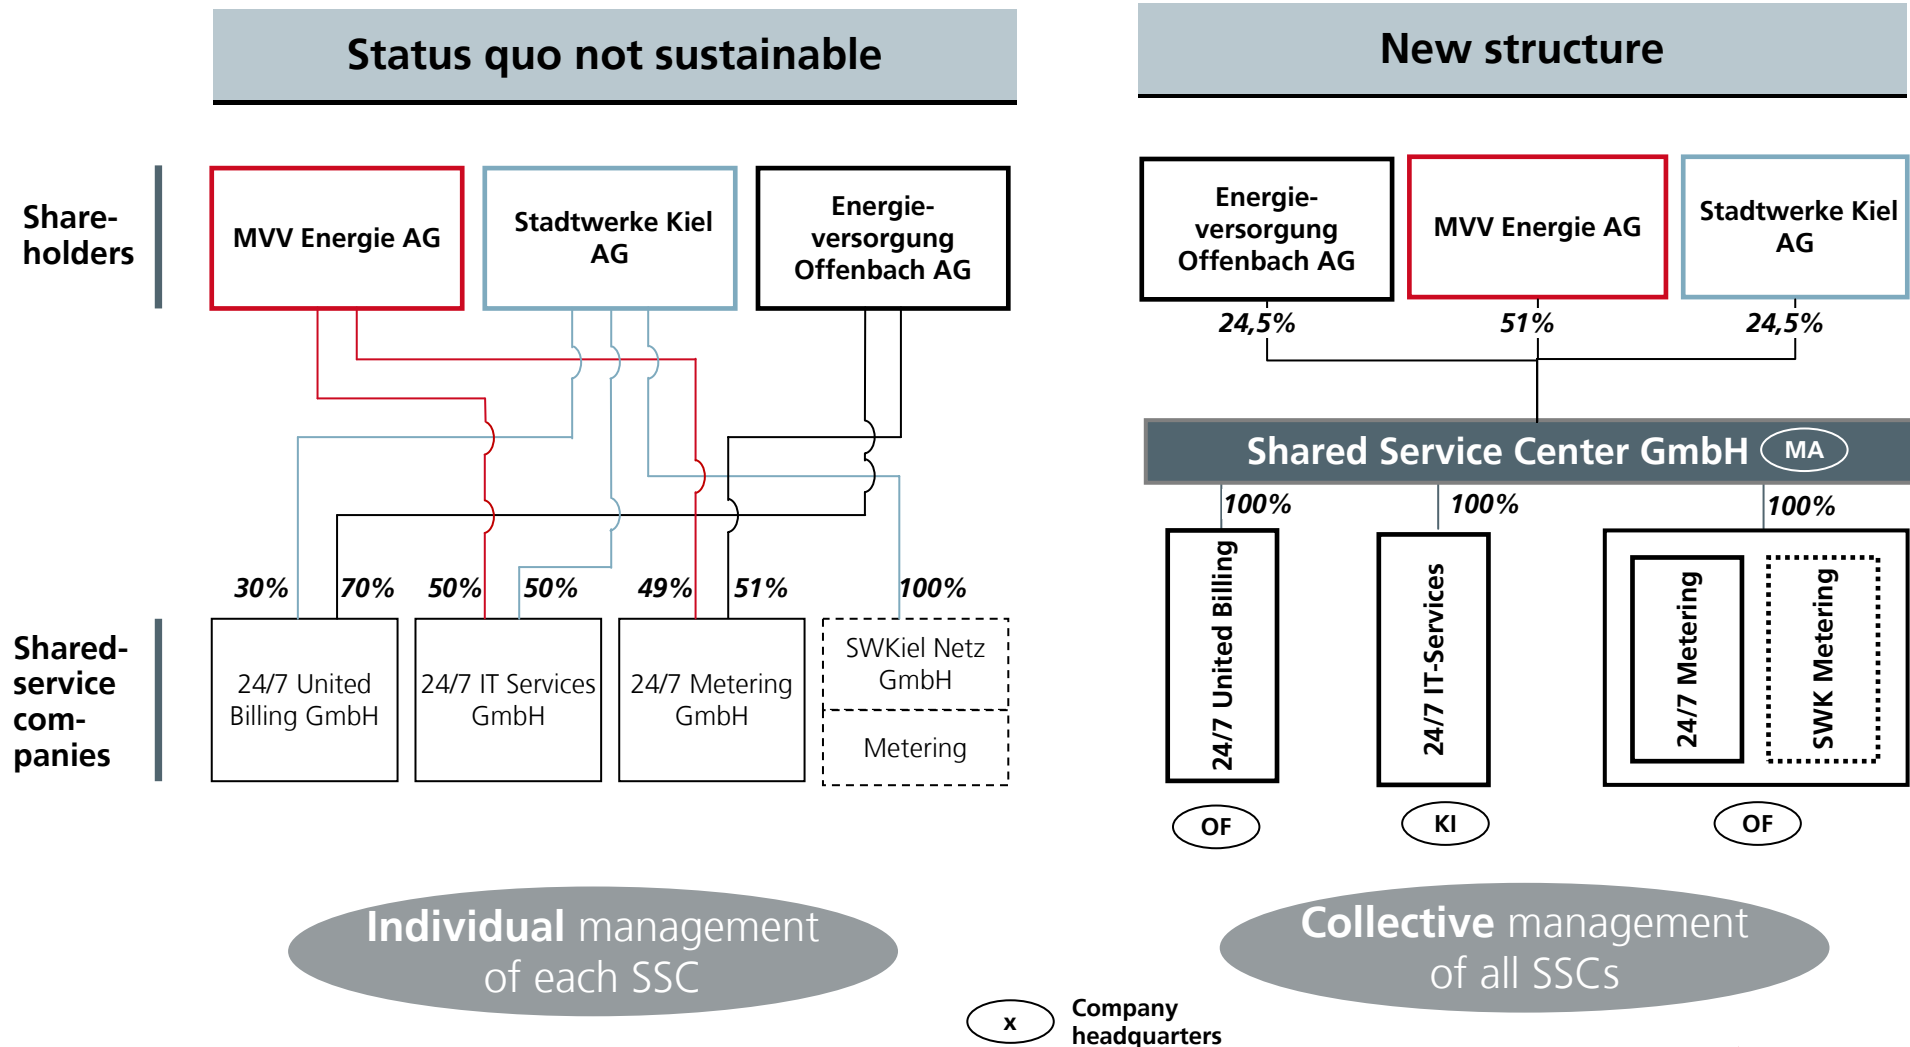 Status quo not sustainable
Share-
holders
MVV Energie AG
Stadtwerke Kiel
AG
Energie-
versorgung
Offenbach AG
30%
70%
50%
50%
49%
51%
100%
Shared-
service
com-
panies
24/7 United
Billing GmbH
24/7 IT Services
GmbH
24/7 Metering
GmbH
SWKiel Netz
GmbH
Metering
Individual management
of each SSC
New structure
Energie-
versorgung
Offenbach AG
MVV Energie AG
Stadtwerke Kiel
AG
24,5%
51%
24,5%
Shared Service Center GmbH
MA
100%
100%
100%
24/7 United Billing
24/7 IT-Services
24/7 Metering
SWK Metering
OF
KI
OF
Collective management
of all SSCs
x
Company
headquarters